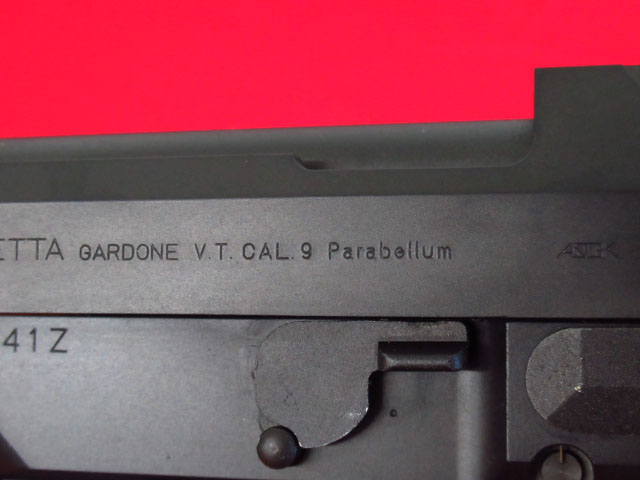 ETTA GARDONE V.T. CAL.9 Parabellum ASGK
41Z